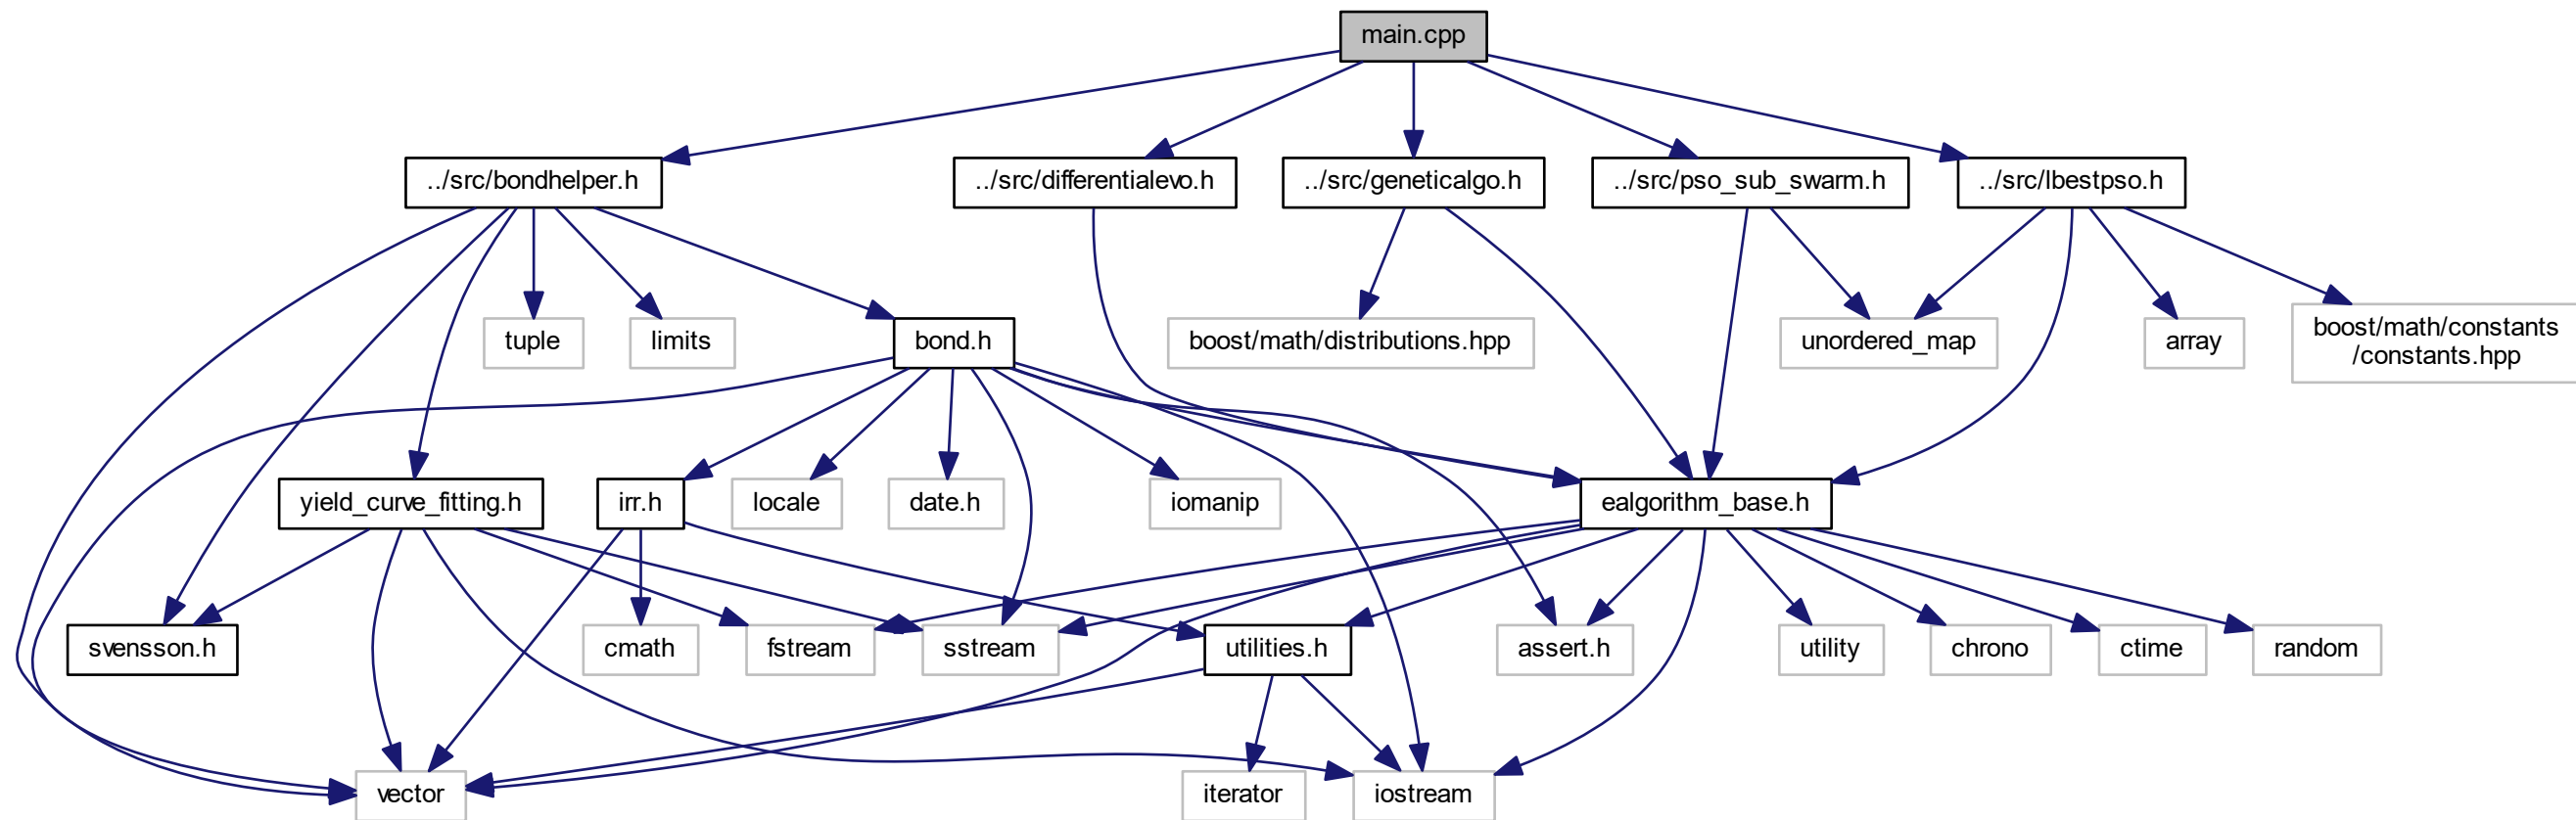 main.cpp
../src/bondhelper.h
../src/differentialevo.h
../src/geneticalgo.h
../src/pso_sub_swarm.h
../src/lbestpso.h
tuple
limits
bond.h
boost/math/distributions.hpp
unordered_map
array
boost/math/constants
/constants.hpp
yield_curve_fitting.h
irr.h
locale
date.h
iomanip
ealgorithm_base.h
svensson.h
cmath
fstream
sstream
utilities.h
assert.h
utility
chrono
ctime
random
vector
iterator
iostream